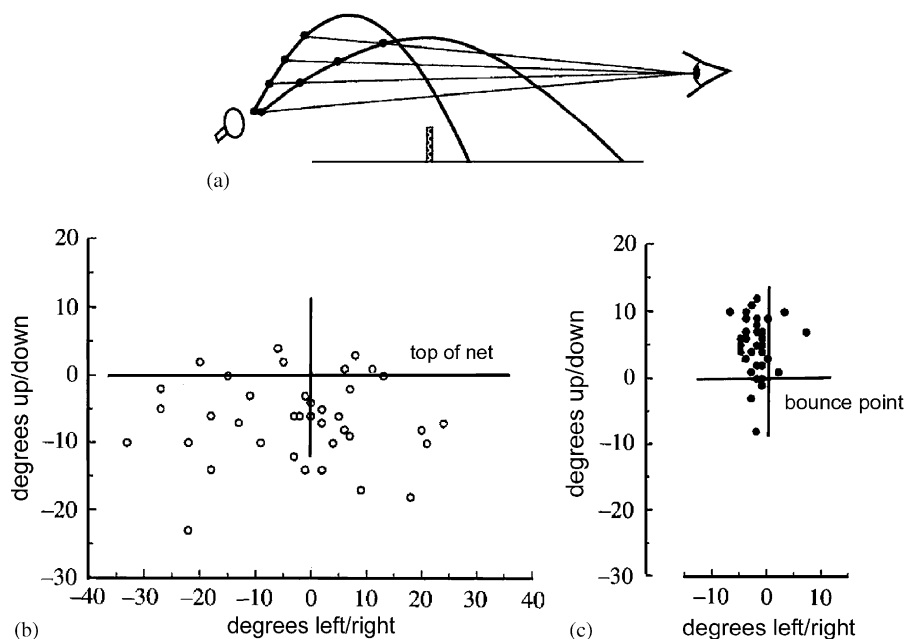 (a)
20
10
0
–10
–20
–30
degrees up/down
top of net
–40 –30 –20 –10 0 10 20 30 40
degrees left/right
(b)
20
10
0
–10
–20
–30
degrees up/down
bounce point
–10 0 10
degrees left/right
(c)